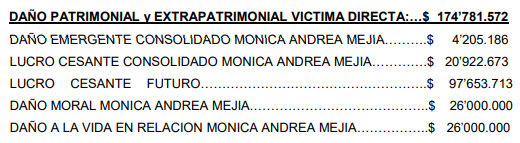 DAÑO PATRIMONIAL y EXTRAPATRIMONIAL VICTIMA DIRECTA:...$ 174’781.572
DAÑO EMERGENTE CONSOLIDADO MONICA ANDREA MEJIA..........$ 4’205.186
LUCRO CESANTE CONSOLIDADO MONICA ANDREA MEJIA.............$ 20’922.673
LUCRO CESANTE FUTURO......................................................$ 97’653.713
DAÑO MORAL MONICA ANDREA MEJIA..........................................$ 26’000.000
DAÑO A LA VIDA EN RELACION MONICA ANDREA MEJIA.................$ 26’000.000